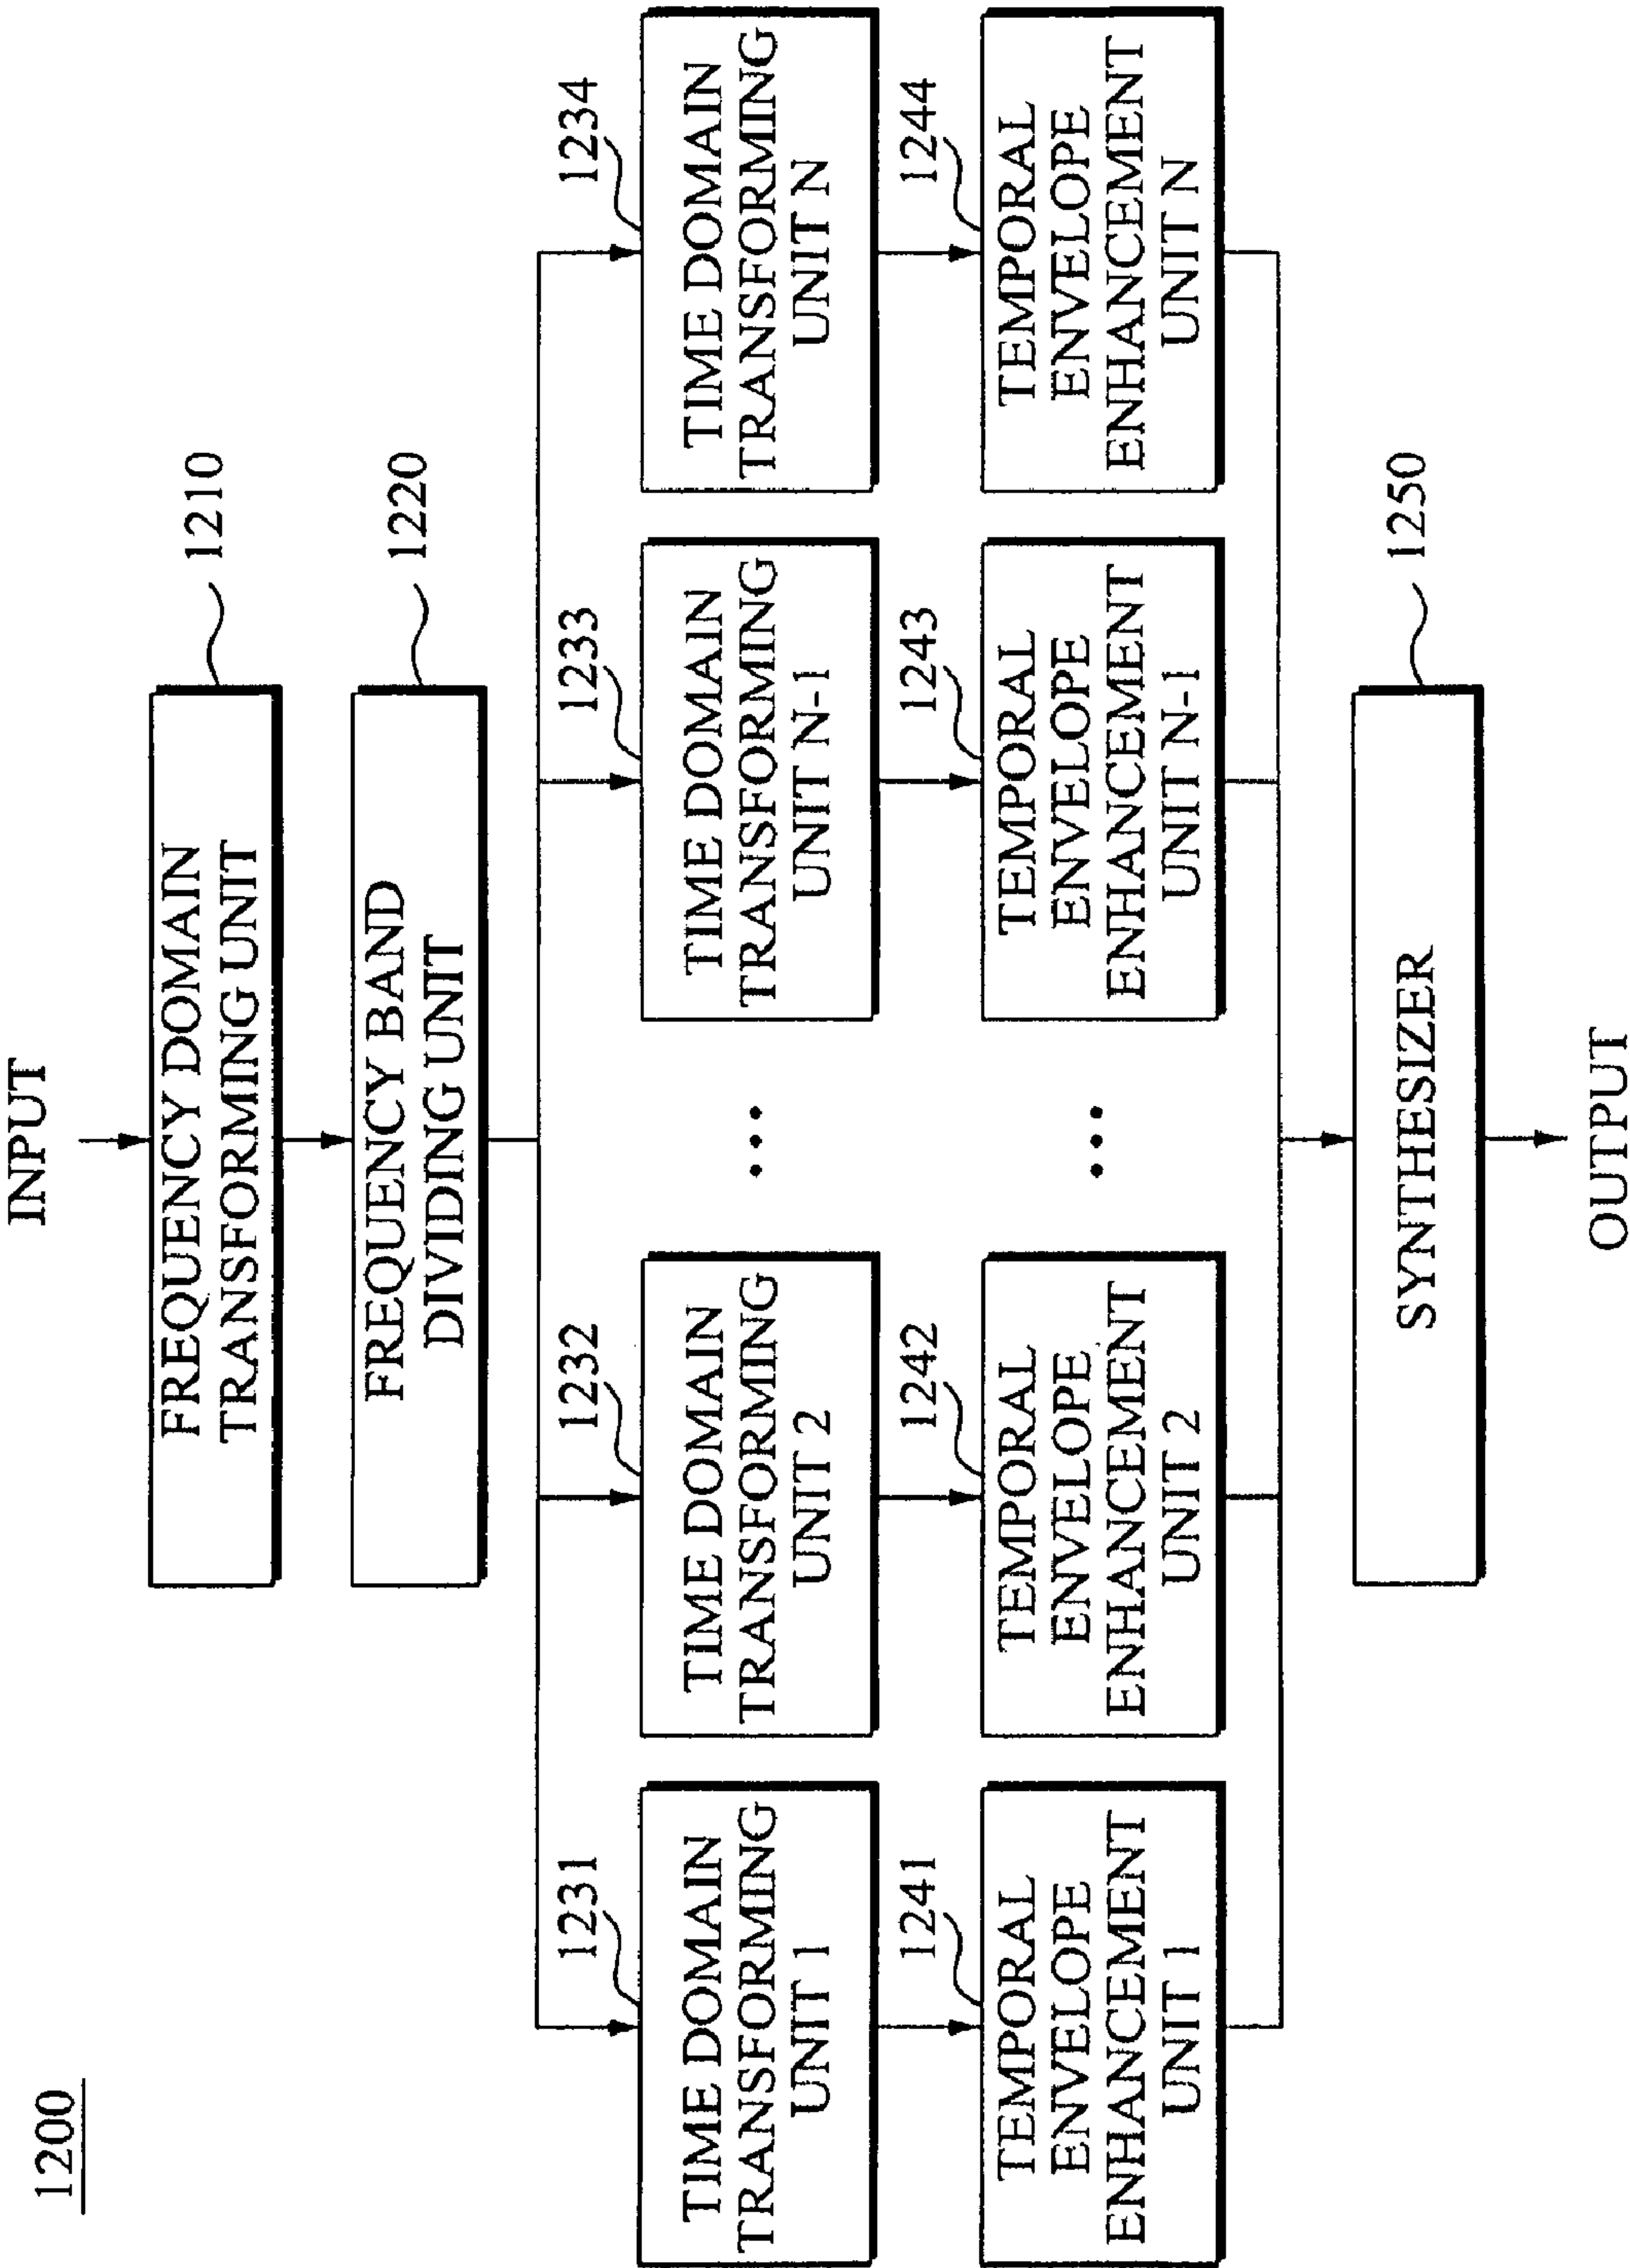 1200
INPUT
FREQUENCY DOMAIN
TRANSFORMING UNIT
1210
FREQUENCY BAND
DIVIDING UNIT
1220
1231
TIME DOMAIN
TRANSFORMING
UNIT 1
1232
TIME DOMAIN
TRANSFORMING
UNIT 2
...
1233
TIME DOMAIN
TRANSFORMING
UNIT N-1
1234
TIME DOMAIN
TRANSFORMING
UNIT N
1241
TEMPORAL
ENVELOPE
ENHANCEMENT
UNIT 1
1242
TEMPORAL
ENVELOPE
ENHANCEMENT
UNIT 2
...
1243
TEMPORAL
ENVELOPE
ENHANCEMENT
UNIT N-1
1244
TEMPORAL
ENVELOPE
ENHANCEMENT
UNIT N
SYNTHESIZER
1250
OUTPUT